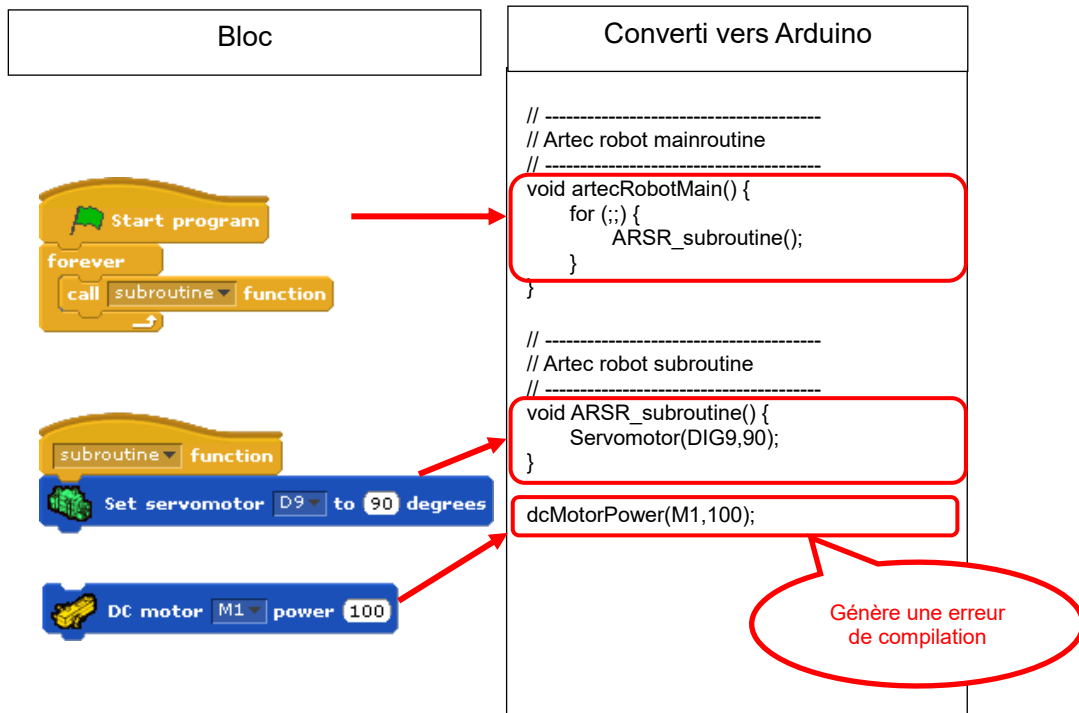 Bloc
Converti vers Arduino
Start program
forever
call subroutine function
subroutine function
Set servomotor D9 to 90 degrees
DC motor M1 power 100
// ---------------------------------------
// Artec robot mainroutine
// ---------------------------------------
void artecRobotMain() {
for (;;) {
ARSR_subroutine();
}
}
// ---------------------------------------
// Artec robot subroutine
// ---------------------------------------
void ARSR_subroutine() {
Servomotor(DIG9,90);
}
dcMotorPower(M1,100);
Génère une erreur
de compilation